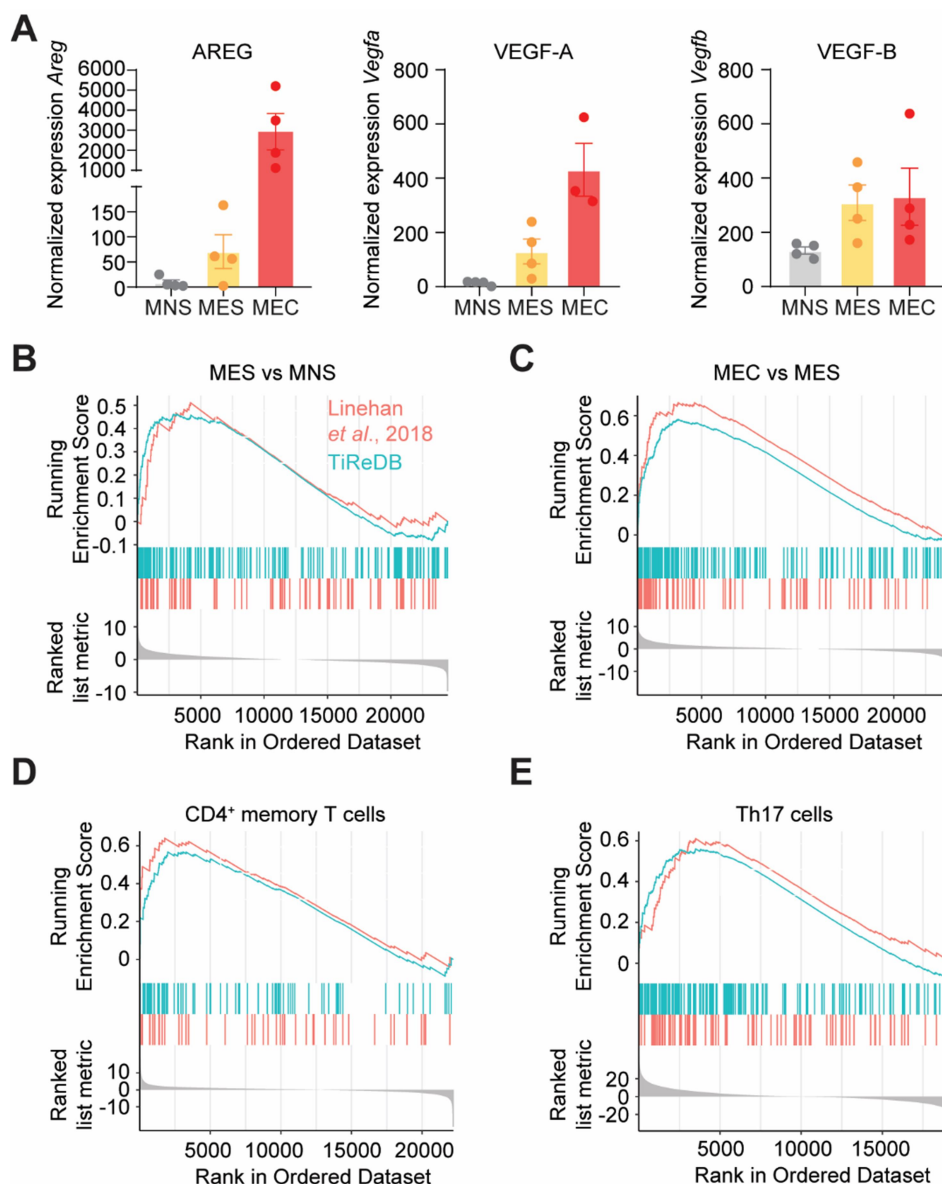 A
AREG
Normalized expression Areg
6000
5000
4000
3000
2000
1000
150
100
50
0
MNS MES MEC
VEGF-A
Normalized expression Vegfa
800
600
400
200
0
MNS MES MEC
VEGF-B
Normalized expression Vegfb
800
600
400
200
0
MNS MES MEC
B
MES vs MNS
Running
Enrichment Score
0.5
0.4
0.3
0.2
0.1
0
-0.1
Linehan
et al., 2018
TiReDB
Ranked
list metric
10
0
-10
5000 10000 15000 20000
Rank in Ordered Dataset
C
MEC vs MES
Running
Enrichment Score
0.6
0.4
0.2
0
Ranked
list metric
10
0
-10
5000 10000 15000 20000
Rank in Ordered Dataset
D
CD4+ memory T cells
Running
Enrichment Score
0.6
0.4
0.2
0
Ranked
list metric
10
0
-10
5000 10000 15000 20000
Rank in Ordered Dataset
E
Th17 cells
Running
Enrichment Score
0.6
0.4
0.2
0
Ranked
list metric
20
0
-20
5000 10000 15000
Rank in Ordered Dataset